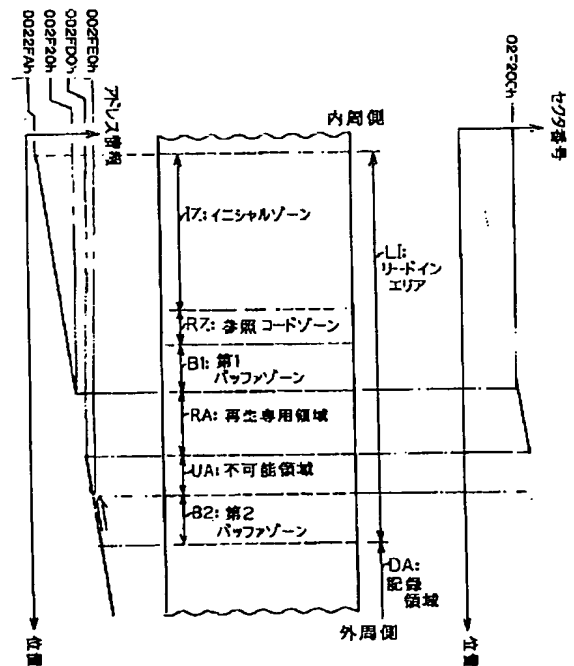 002FE0h
002FD0h
002F20h
0022FAh
アドレス情報
位置
内周側
IZ: イニシャルゾーン
RZ: 参照コードゾーン
B1: 第1
バッファゾーン
RA: 再生専用領域
UA: 不可能領域
B2: 第2
バッファゾーン
LI:
リードイン
エリア
DA:
記録
領域
外周側
セクタ番号
位置